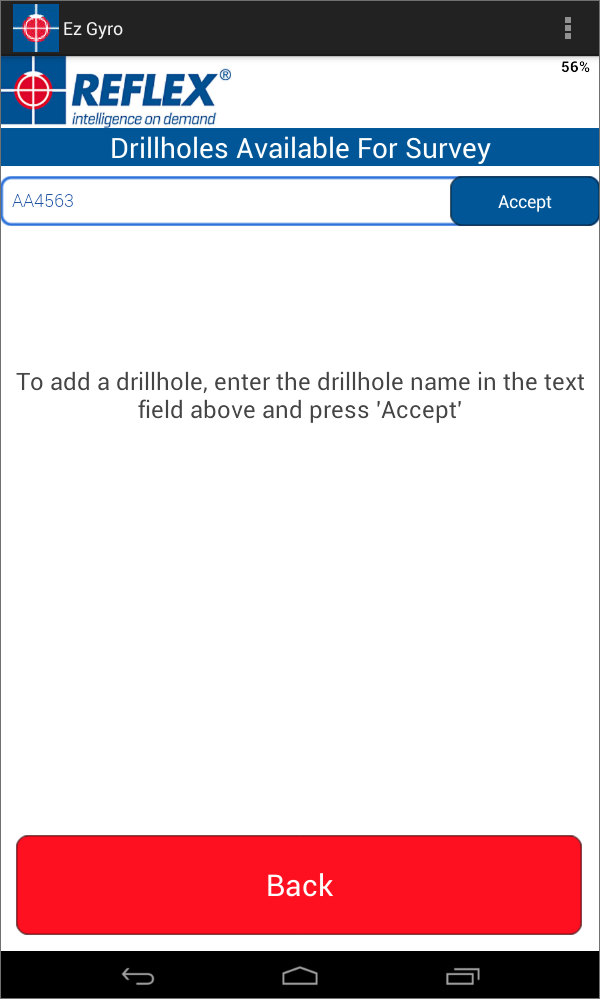 Ez Gyro
56%
REFLEX®
intelligence on demand
Drillholes Available For Survey
AA4563
Accept
To add a drillhole, enter the drillhole name in the text
field above and press 'Accept'
Back